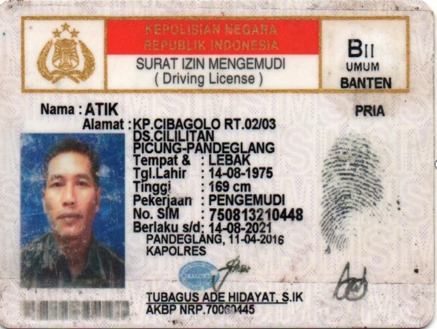 KEPOLISIAN NEGARA
REPUBLIK INDONESIA
SURAT IZIN MENGEMUDI
( Driving License )
BII
UMUM
BANTEN
Nama : ATIK
PRIA
Alamat : KP.CIBAGOLO RT.02/03
DS.CILILITAN
PICUNG-PANDEGLANG
Tempat & : LEBAK
Tgl.Lahir : 14-08-1975
Tinggi : 169 cm
Pekerjaan : PENGEMUDI
No. SIM : 750813210448
Berlaku s/d : 14-08-2021
PANDEGLANG, 11-04-2016
KAPOLRES
TUBAGUS ADE HIDAYAT, S.IK
AKBP NRP.70060445